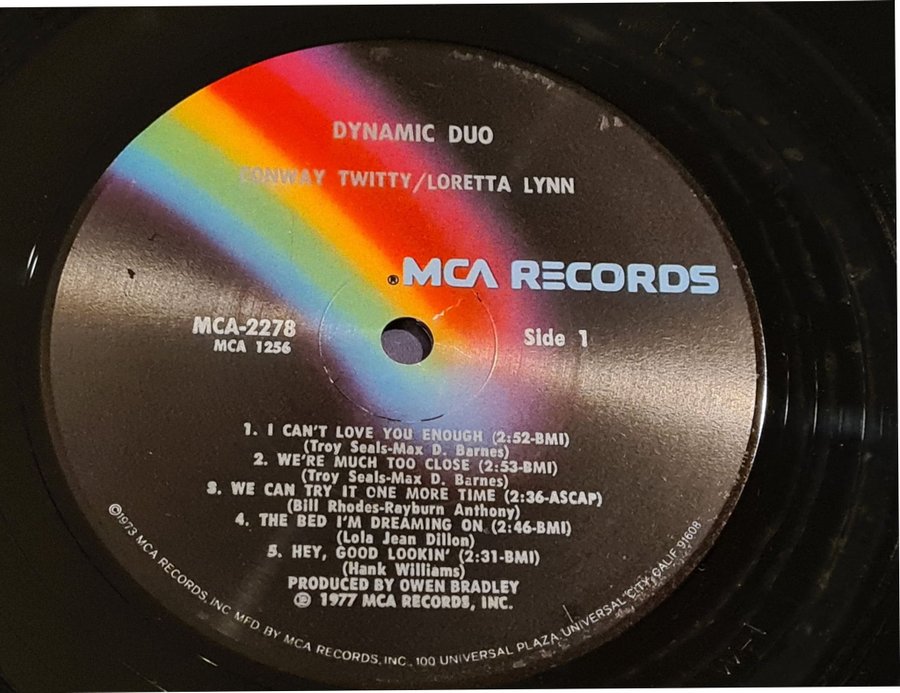 DYNAMIC DUO
CONWAY TWITTY/LORETTA LYNN
® MCA RECORDS
MCA-2278
MCA 1256
Side 1
1. I CAN'T LOVE YOU ENOUGH (2:52-BMI)
(Troy Seals-Max D. Barnes)
2. WE'RE MUCH TOO CLOSE (2:53-BMI)
(Troy Seals-Max D. Barnes)
3. WE CAN TRY IT ONE MORE TIME (2:36-ASCAP)
(Bill Rhodes-Rayburn Anthony)
4. THE BED I'M DREAMING ON (2:46-BMI)
(Lola Jean Dillon)
5. HEY, GOOD LOOKIN' (2:31-BMI)
(Hank Williams)
PRODUCED BY OWEN BRADLEY
℗ 1977 MCA RECORDS, INC.
©1973 MCA RECORDS, INC. MFD BY MCA RECORDS, INC., 100 UNIVERSAL PLAZA, UNIVERSAL CITY, CALIF. 91608